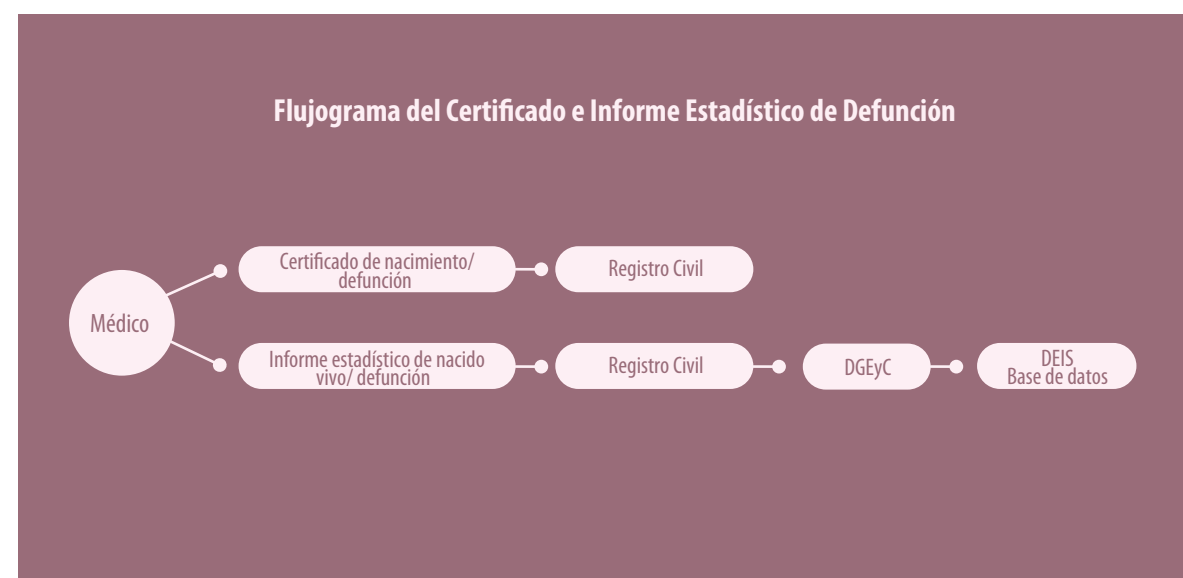 Flujograma del Certificado e Informe Estadístico de Defunción
Médico
Certificado de nacimiento/
defunción
Registro Civil
Informe estadístico de nacido
vivo/ defunción
Registro Civil
DGEyC
DEIS
Base de datos